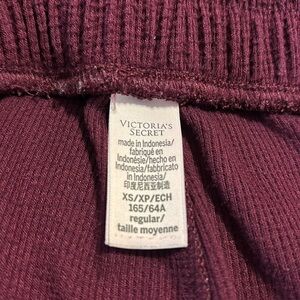 VICTORIA'S
SECRET
made in Indonesia/
fabriqué en
Indonésie/hecho en
Indonesia/fabbricato
in Indonesia/
印度尼西亚制造
XS/XP/ECH
165/64A
regular/
taille moyenne